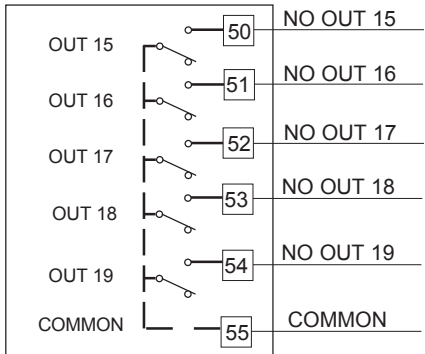 50 NO OUT 15
OUT 15
51 NO OUT 16
OUT 16
52 NO OUT 17
OUT 17
53 NO OUT 18
OUT 18
54 NO OUT 19
OUT 19
COMMON 55 COMMON